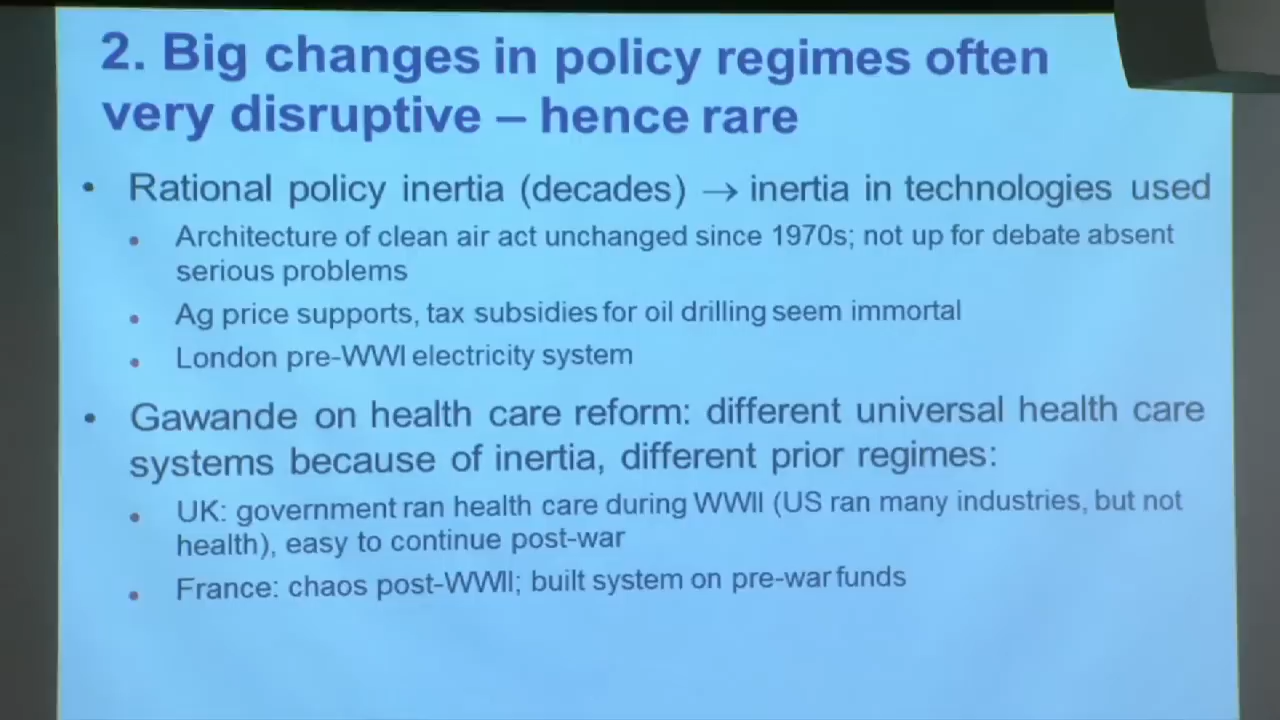 2. Big changes in policy regimes often
very disruptive – hence rare
• Rational policy inertia (decades) → inertia in technologies used
• Architecture of clean air act unchanged since 1970s; not up for debate absent
serious problems
• Ag price supports, tax subsidies for oil drilling seem immortal
• London pre-WWI electricity system
• Gawande on health care reform: different universal health care
systems because of inertia, different prior regimes:
• UK: government ran health care during WWII (US ran many industries, but not
health), easy to continue post-war
• France: chaos post-WWII; built system on pre-war funds